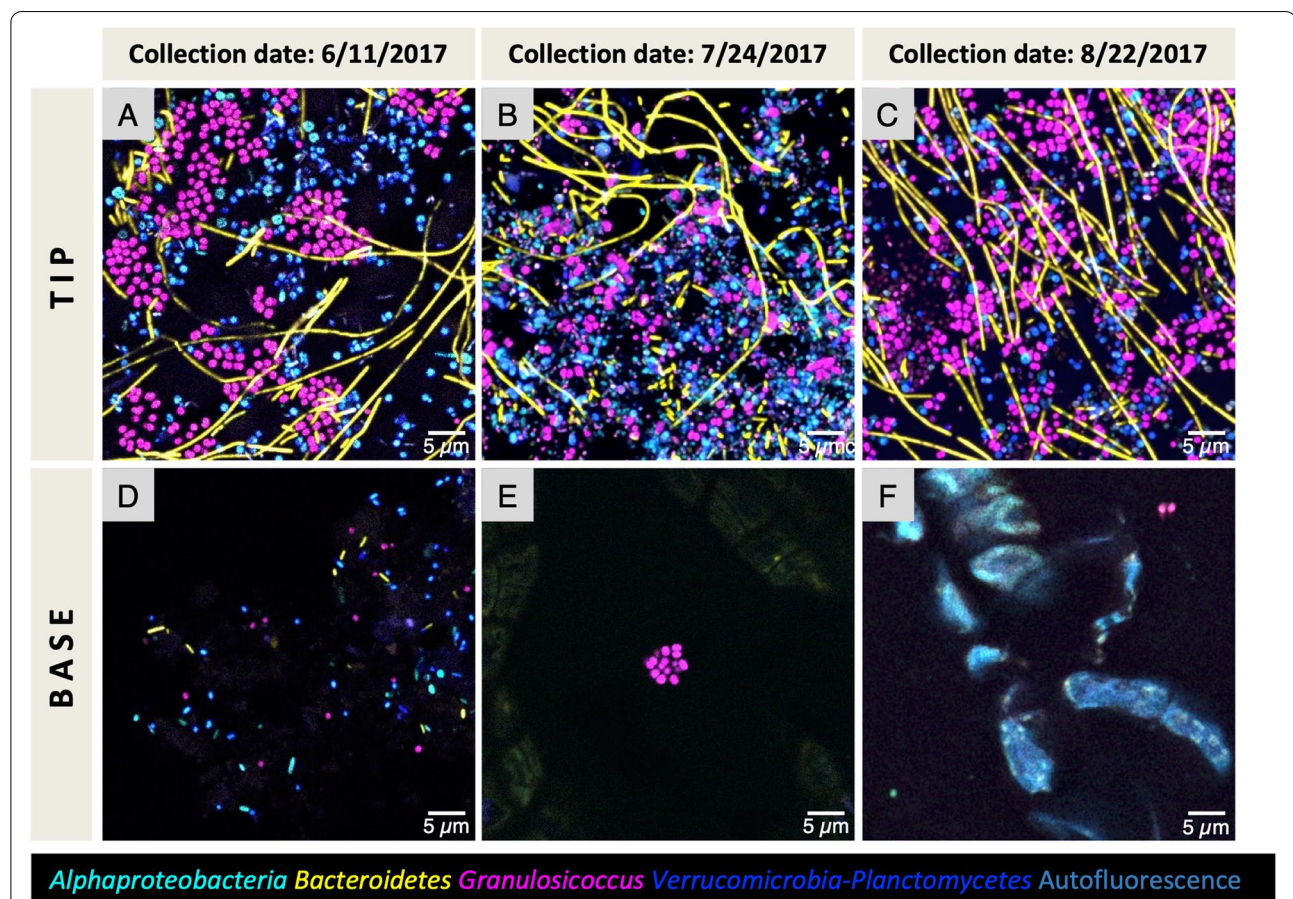 Collection date: 6/11/2017
Collection date: 7/24/2017
Collection date: 8/22/2017
TIP
A
B
C
5 µm
5 µmc
5 µm
BASE
D
E
F
5 µm
5 µm
5 µm
Alphaproteobacteria Bacteroidetes Granulosicoccus Verrucomicrobia-Planctomycetes Autofluorescence